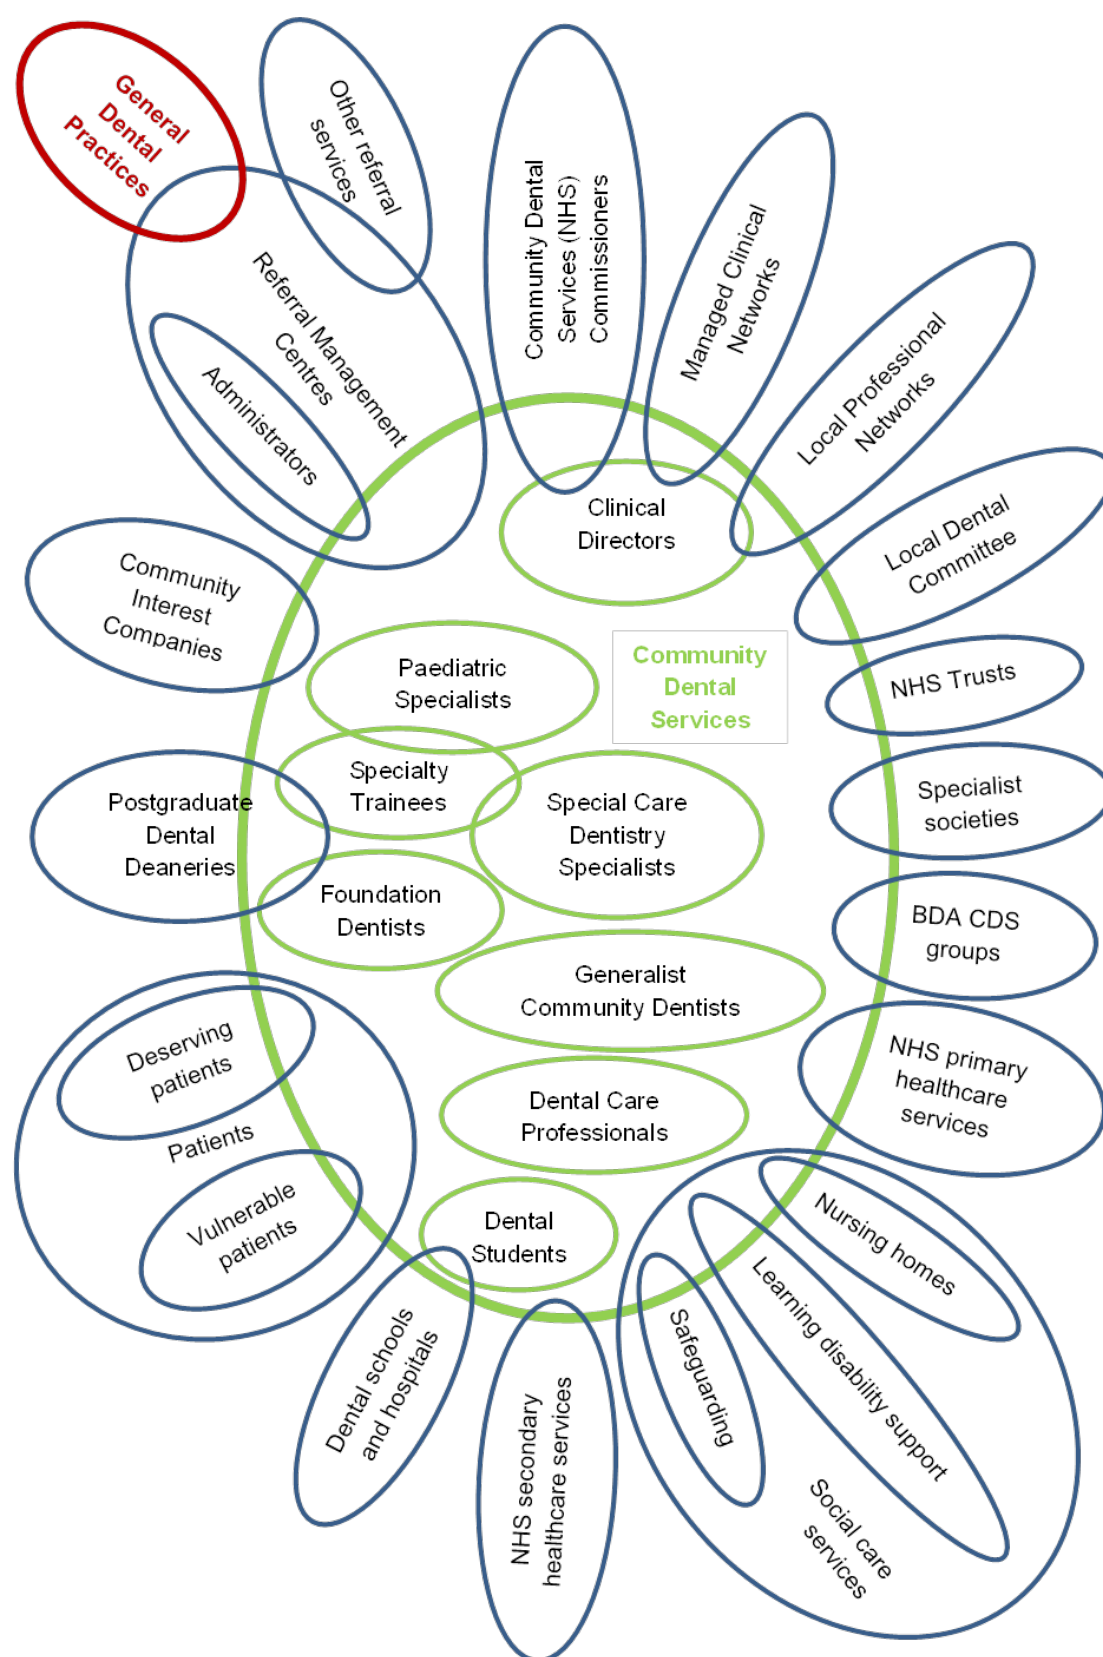 General
Dental
Practices
Other referral
services
Community Dental
Services (NHS)
Commissioners
Managed Clinical
Networks
Local Professional
Networks
Local Dental
Committee
Referral Management
Centres
Administrators
Clinical
Directors
Community
Interest
Companies
Paediatric
Specialists
Community
Dental
Services
NHS Trusts
Specialty
Trainees
Postgraduate
Dental
Deaneries
Special Care
Dentistry
Specialists
Specialist
societies
Foundation
Dentists
BDA CDS
groups
Generalist
Community Dentists
Deserving
patients
Patients
Vulnerable
patients
Dental Care
Professionals
NHS primary
healthcare
services
Dental
Students
Nursing homes
Learning disability support
Safeguarding
Social care
services
Dental schools
and hospitals
NHS secondary
healthcare services